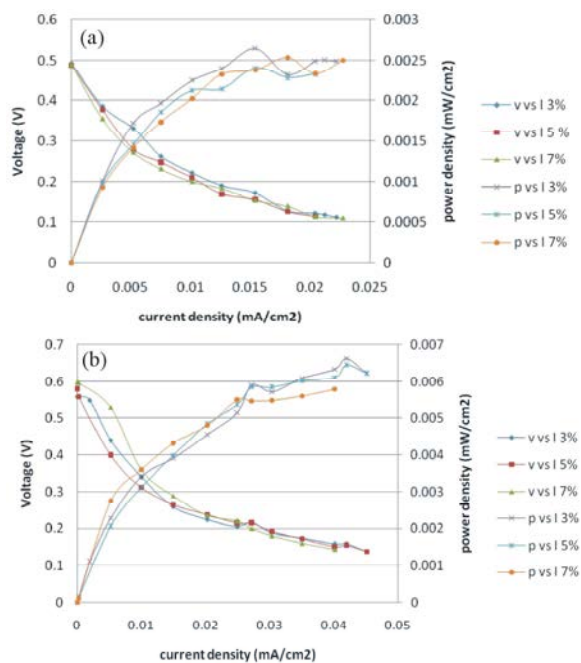 (a)
0.6
0.5
0.4
0.3
0.2
0.1
0
Voltage (V)
0 0.005 0.01 0.015 0.02 0.025
current density (mA/cm2)
0.003
0.0025
0.002
0.0015
0.001
0.0005
0
power density (mW/cm2)
v vs I 3%
v vs I 5 %
v vs I 7%
p vs I 3%
p vs I 5%
p vs I 7%
(b)
0.7
0.6
0.5
0.4
0.3
0.2
0.1
0
Voltage (V)
0 0.01 0.02 0.03 0.04 0.05
current density (mA/cm2)
0.007
0.006
0.005
0.004
0.003
0.002
0.001
0
power density (mW/cm2)
v vs I 3%
v vs I 5%
v vs I 7%
p vs I 3%
p vs I 5%
p vs I 7%